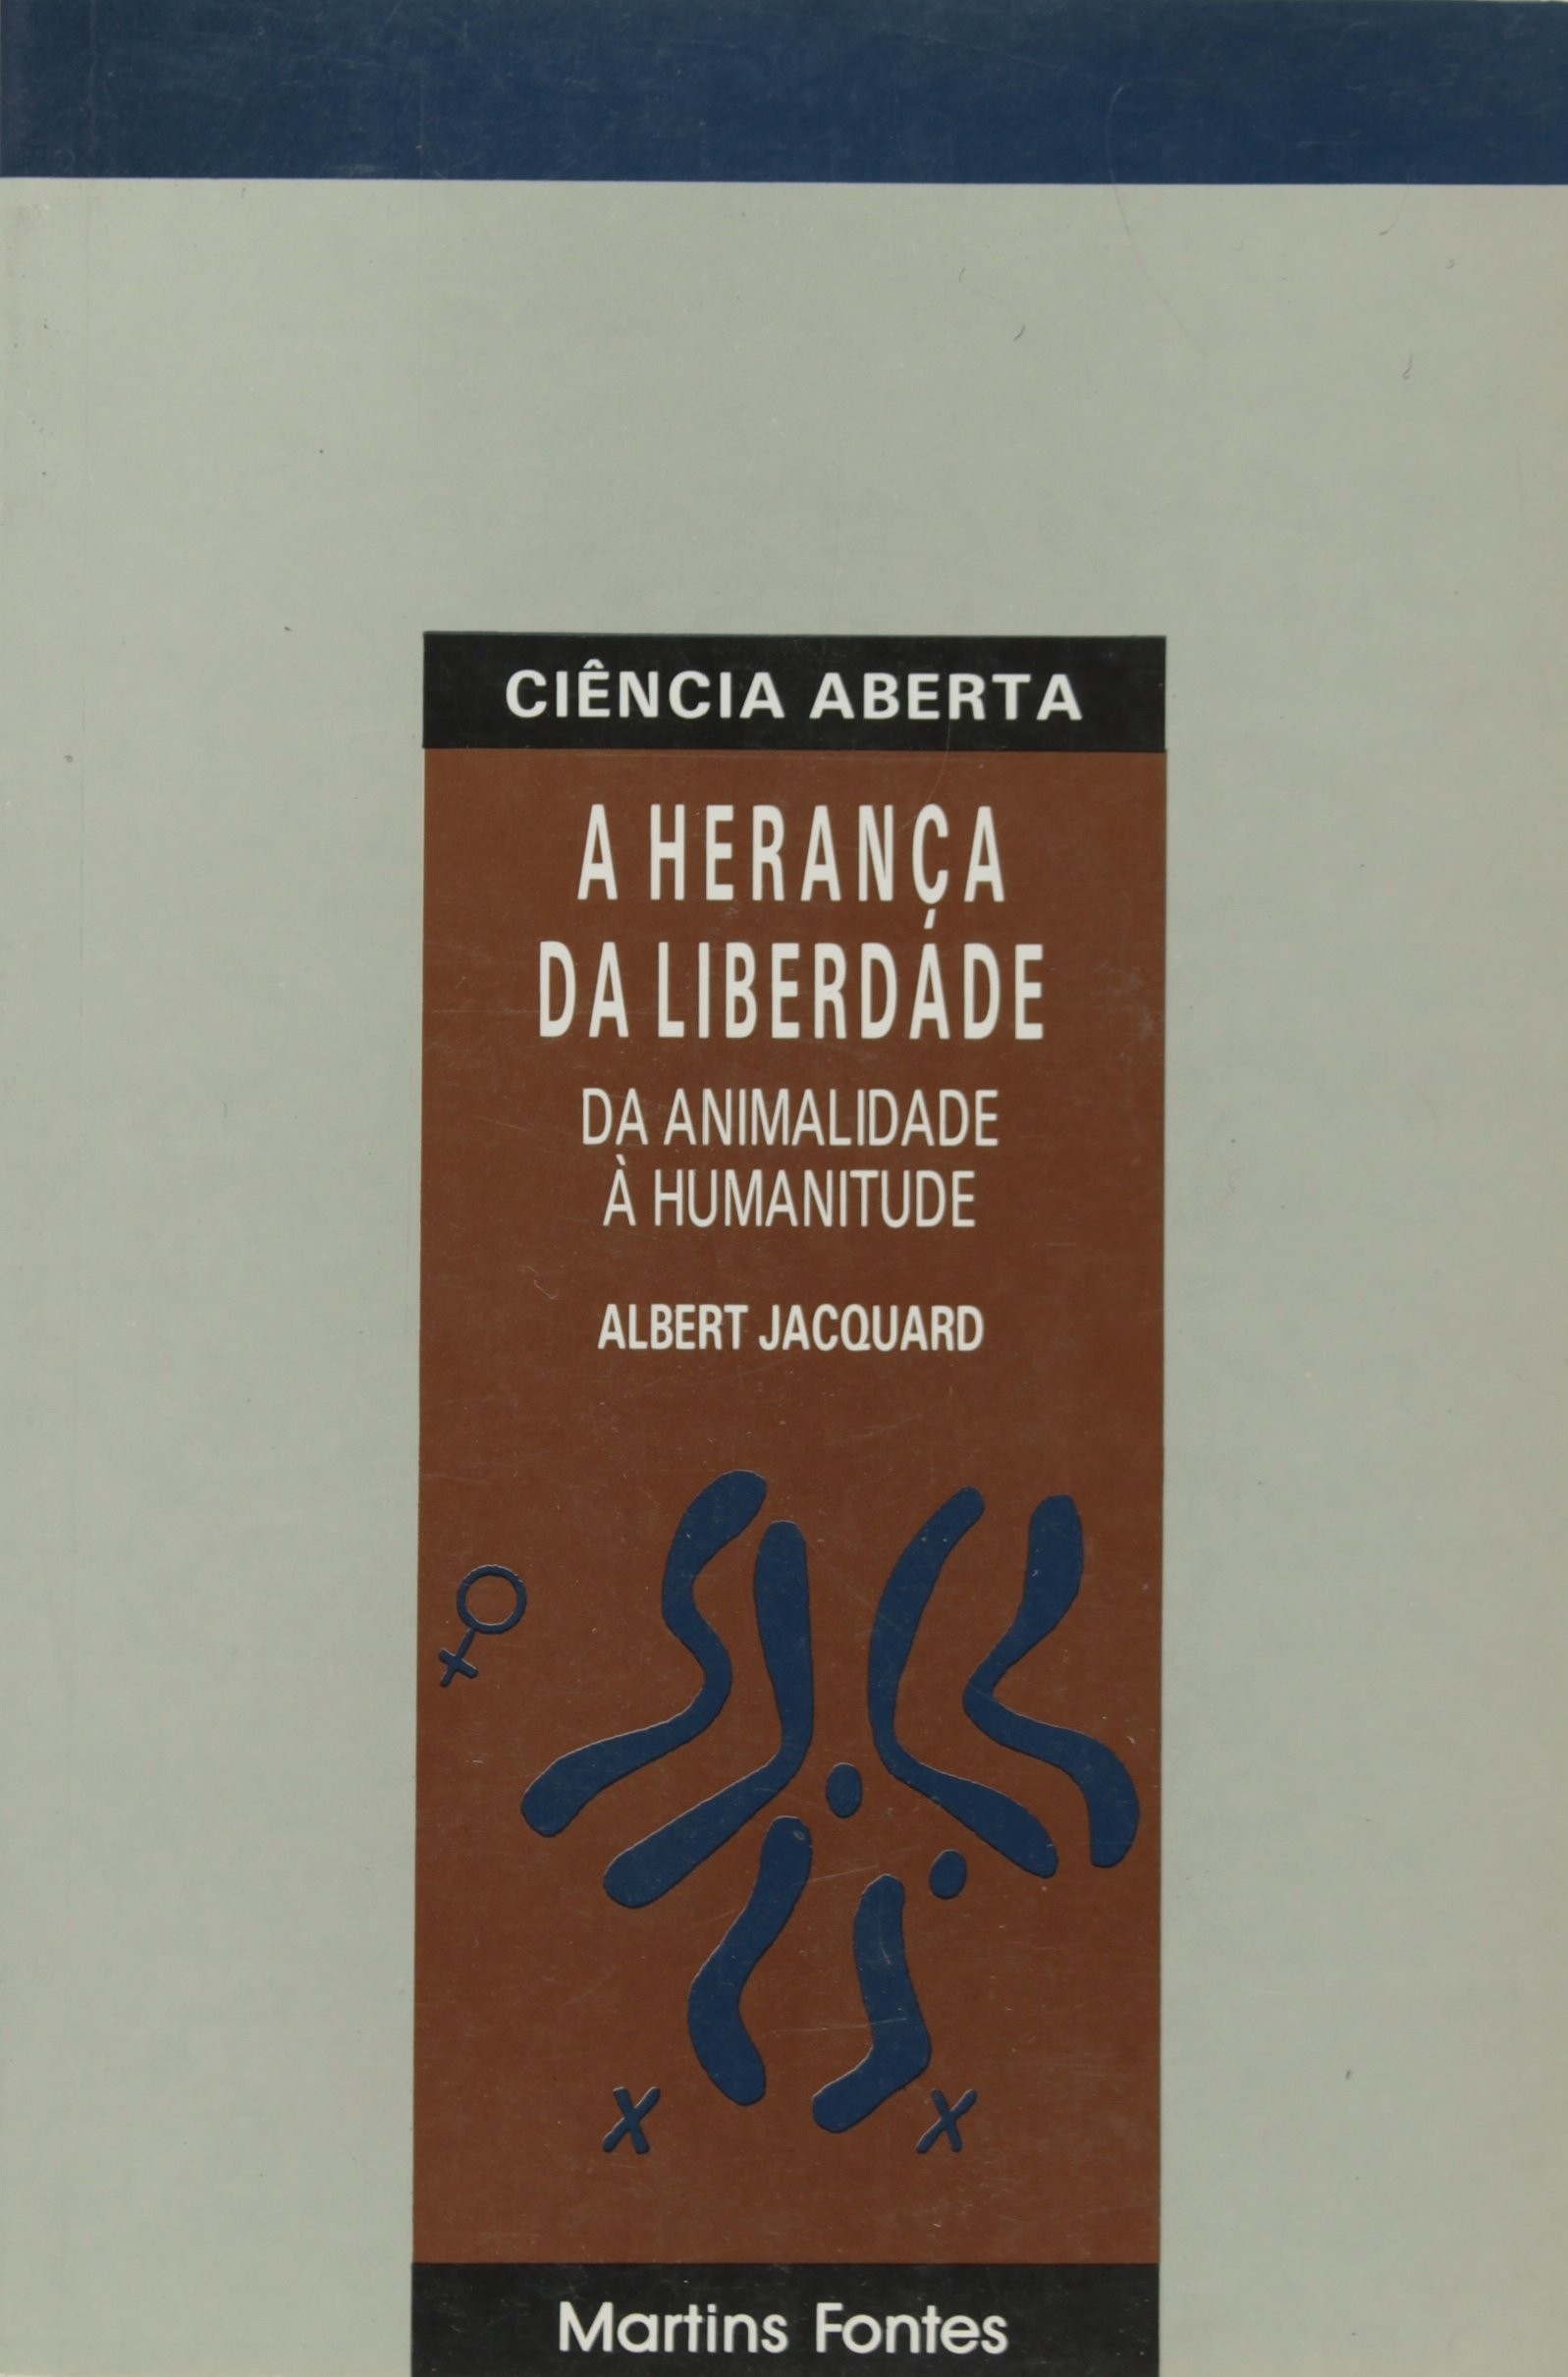 CIÊNCIA ABERTA
A HERANÇA
DA LIBERDADE
DA ANIMALIDADE
À HUMANITUDE
ALBERT JACQUARD
♀
X X
Martins Fontes